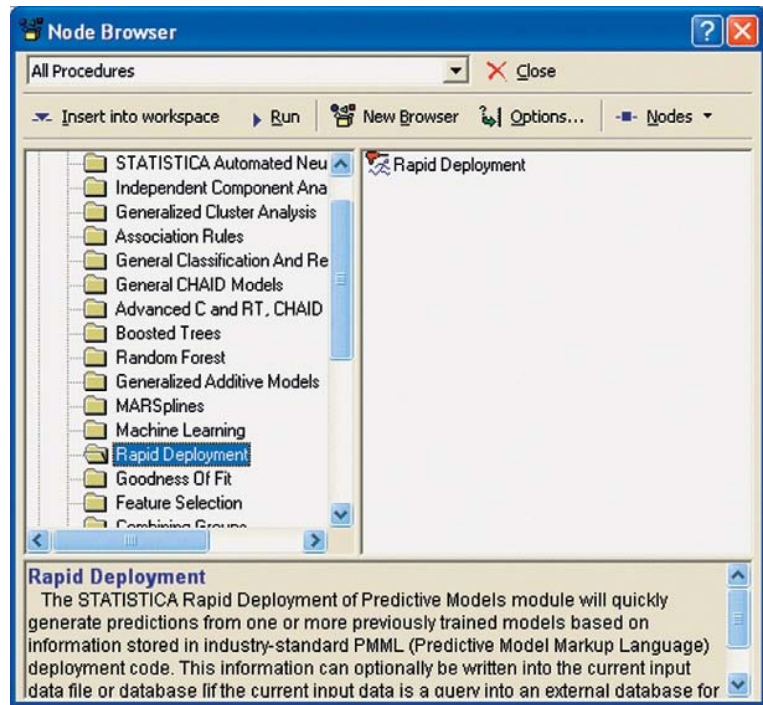 Node Browser
All Procedures
Close
Insert into workspace Run New Browser Options... Nodes
STATISTICA Automated Neu
Independent Component Ana
Generalized Cluster Analysis
Association Rules
General Classification And Re
General CHAID Models
Advanced C and RT, CHAID
Boosted Trees
Random Forest
Generalized Additive Models
MARSplines
Machine Learning
Rapid Deployment
Goodness Of Fit
Feature Selection
Combining Groups
Rapid Deployment
Rapid Deployment
The STATISTICA Rapid Deployment of Predictive Models module will quickly
generate predictions from one or more previously trained models based on
information stored in industry-standard PMML (Predictive Model Markup Language)
deployment code. This information can optionally be written into the current input
data file or database [if the current input data is a query into an external database for